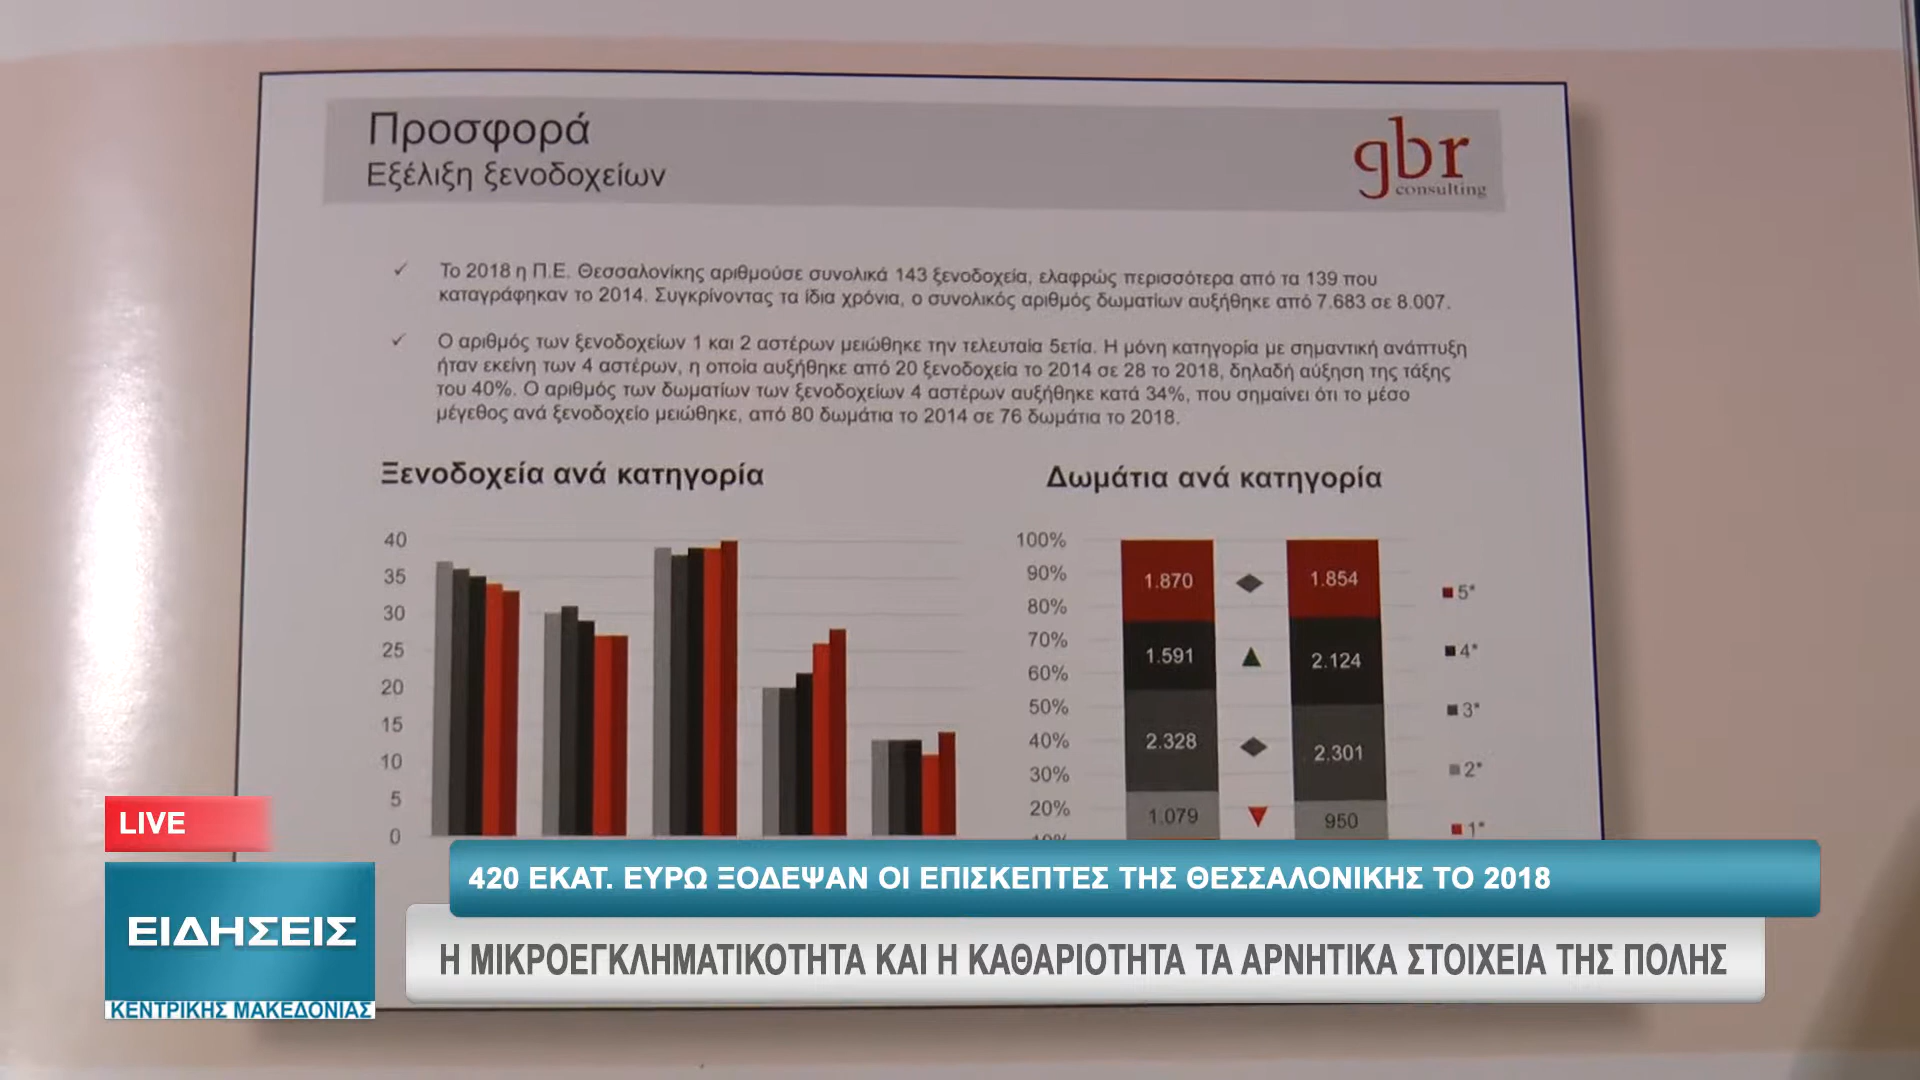 Προσφορά
Εξέλιξη ξενοδοχείων
gbr
consulting
✓ Το 2018 η Π.Ε. Θεσσαλονίκης αριθμούσε συνολικά 143 ξενοδοχεία, ελαφρώς περισσότερα από τα 139 που
καταγράφηκαν το 2014. Συγκρίνοντας τα ίδια χρόνια, ο συνολικός αριθμός δωματίων αυξήθηκε από 7.683 σε 8.007.
✓ Ο αριθμός των ξενοδοχείων 1 και 2 αστέρων μειώθηκε την τελευταία 5ετία. Η μόνη κατηγορία με σημαντική ανάπτυξη
ήταν εκείνη των 4 αστέρων, η οποία αυξήθηκε από 20 ξενοδοχεία το 2014 σε 28 το 2018, δηλαδή αύξηση της τάξης
του 40%. Ο αριθμός των δωματίων των ξενοδοχείων 4 αστέρων αυξήθηκε κατά 34%, που σημαίνει ότι το μέσο
μέγεθος ανά ξενοδοχείο μειώθηκε, από 80 δωμάτια το 2014 σε 76 δωμάτια το 2018.
Ξενοδοχεία ανά κατηγορία
40
35
30
25
20
15
10
5
0
Δωμάτια ανά κατηγορία
100%
90%
80%
70%
60%
50%
40%
30%
20%
1.870 1.854
1.591 2.124
2.328 2.301
1.079 950
5*
4*
3*
2*
1*
LIVE
420 ΕΚΑΤ. ΕΥΡΩ ΞΟΔΕΨΑΝ ΟΙ ΕΠΙΣΚΕΠΤΕΣ ΤΗΣ ΘΕΣΣΑΛΟΝΙΚΗΣ ΤΟ 2018
ΕΙΔΗΣΕΙΣ
Η ΜΙΚΡΟΕΓΚΛΗΜΑΤΙΚΟΤΗΤΑ ΚΑΙ Η ΚΑΘΑΡΙΟΤΗΤΑ ΤΑ ΑΡΝΗΤΙΚΑ ΣΤΟΙΧΕΙΑ ΤΗΣ ΠΟΛΗΣ
ΚΕΝΤΡΙΚΗΣ ΜΑΚΕΔΟΝΙΑΣ